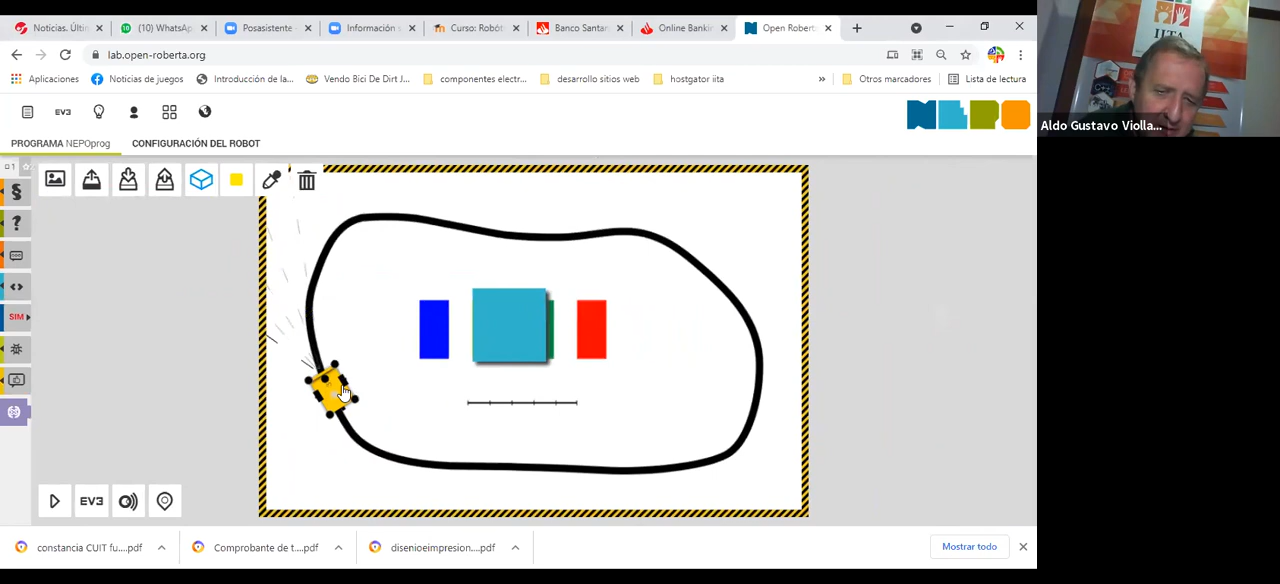 Noticias. Últ
(10) WhatsAp
Posasistente
Información s
Curso: Robót
Banco Santan
Online Bankin
Open Roberta
lab.open-roberta.org
Aplicaciones
Noticias de juegos
Introducción de la...
Vendo Bici De Dirt J...
componentes electr...
desarrollo sitios web
hostgator iita
»
Otros marcadores
Lista de lectura
IITA
Aldo Gustavo Violla...
EV3
PROGRAMA NEPOprog
CONFIGURACIÓN DEL ROBOT
SIM
EV3
constancia CUIT fu....pdf
Comprobante de t....pdf
disenioeimpresion....pdf
Mostrar todo